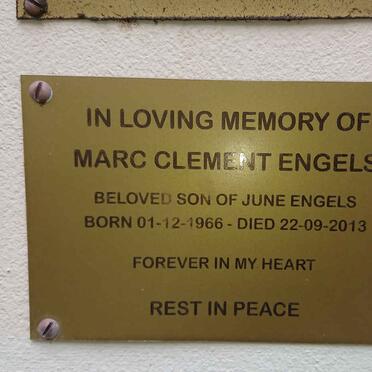 IN LOVING MEMORY OF
MARC CLEMENT ENGELS
BELOVED SON OF JUNE ENGELS
BORN 01-12-1966 - DIED 22-09-2013
FOREVER IN MY HEART
REST IN PEACE